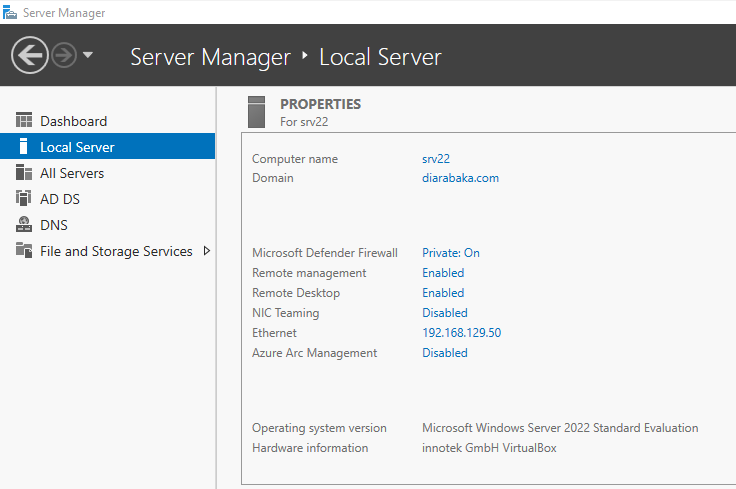 Server Manager
Server Manager ‣ Local Server
Dashboard
Local Server
All Servers
AD DS
DNS
File and Storage Services
PROPERTIES
For srv22
Computer name srv22
Domain diarabaka.com
Microsoft Defender Firewall Private: On
Remote management Enabled
Remote Desktop Enabled
NIC Teaming Disabled
Ethernet 192.168.129.50
Azure Arc Management Disabled
Operating system version Microsoft Windows Server 2022 Standard Evaluation
Hardware information innotek GmbH VirtualBox